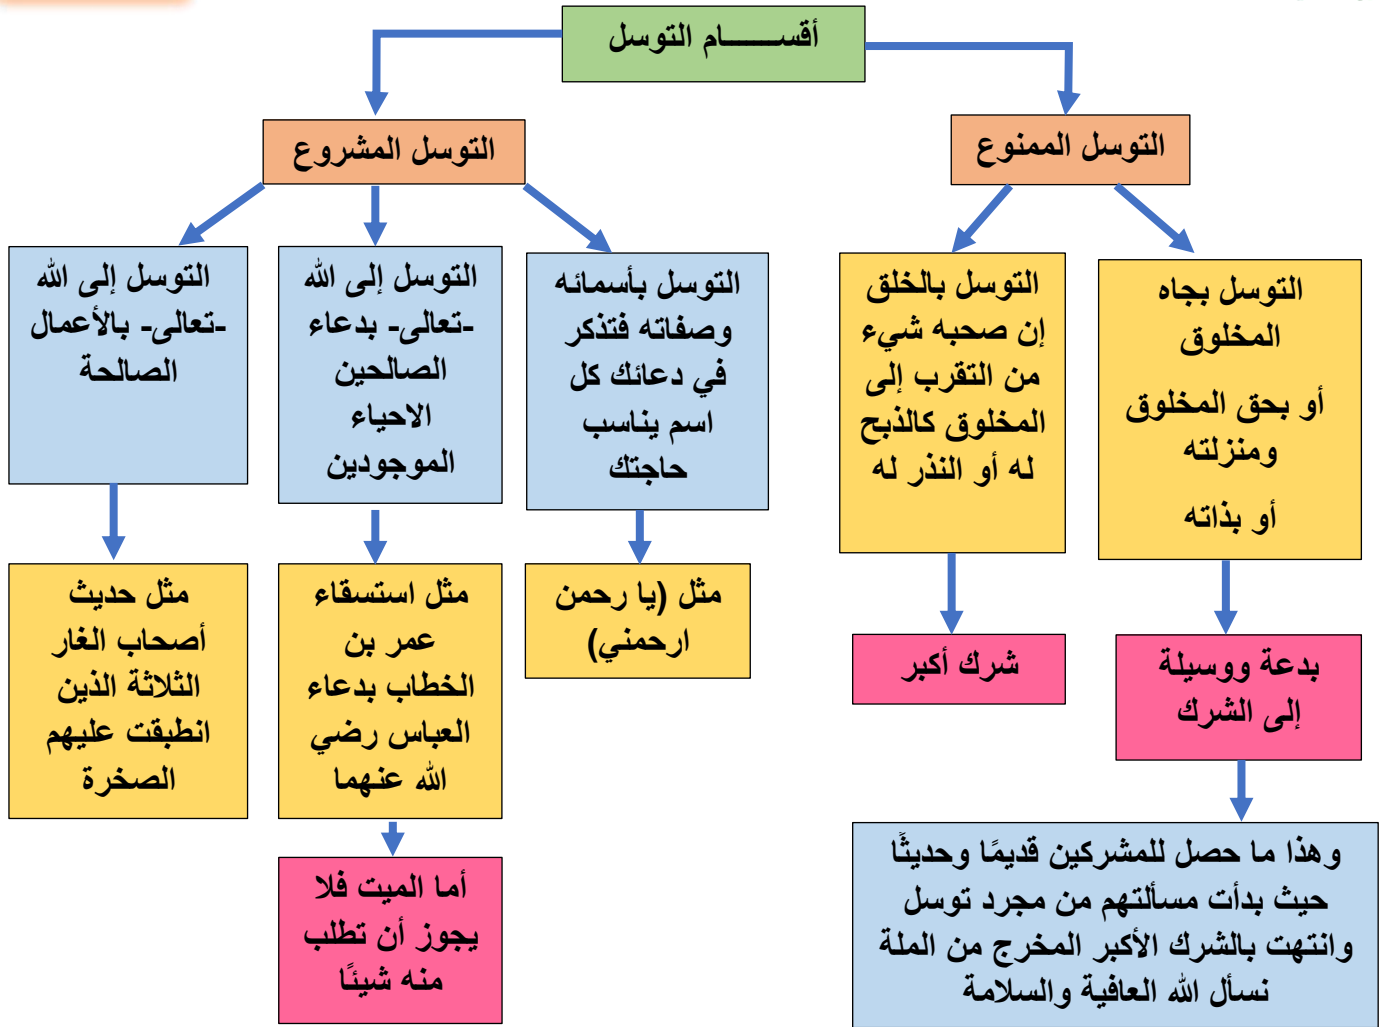 أقســـــــام التوسل
التوسل الممنوع
التوسل المشروع
التوسل بجاه
المخلوق
أو بحق المخلوق
ومنزلته
أو بذاته
التوسل بالخلق
إن صحبه شيء
من التقرب إلى
المخلوق كالذبح
له أو النذر له
التوسل بأسمائه
وصفاته فتذكر
في دعائك كل
اسم يناسب
حاجتك
التوسل إلى الله
-تعالى- بدعاء
الصالحين
الاحياء
الموجودين
التوسل إلى الله
-تعالى- بالأعمال
الصالحة
بدعة ووسيلة
إلى الشرك
شرك أكبر
مثل (يا رحمن
ارحمني)
مثل استسقاء
عمر بن
الخطاب بدعاء
العباس رضي
الله عنهما
مثل حديث
أصحاب الغار
الثلاثة الذين
انطبقت عليهم
الصخرة
وهذا ما حصل للمشركين قديمًا وحديثًا
حيث بدأت مسألتهم من مجرد توسل
وانتهت بالشرك الأكبر المخرج من الملة
نسأل الله العافية والسلامة
أما الميت فلا
يجوز أن تطلب
منه شيئًا